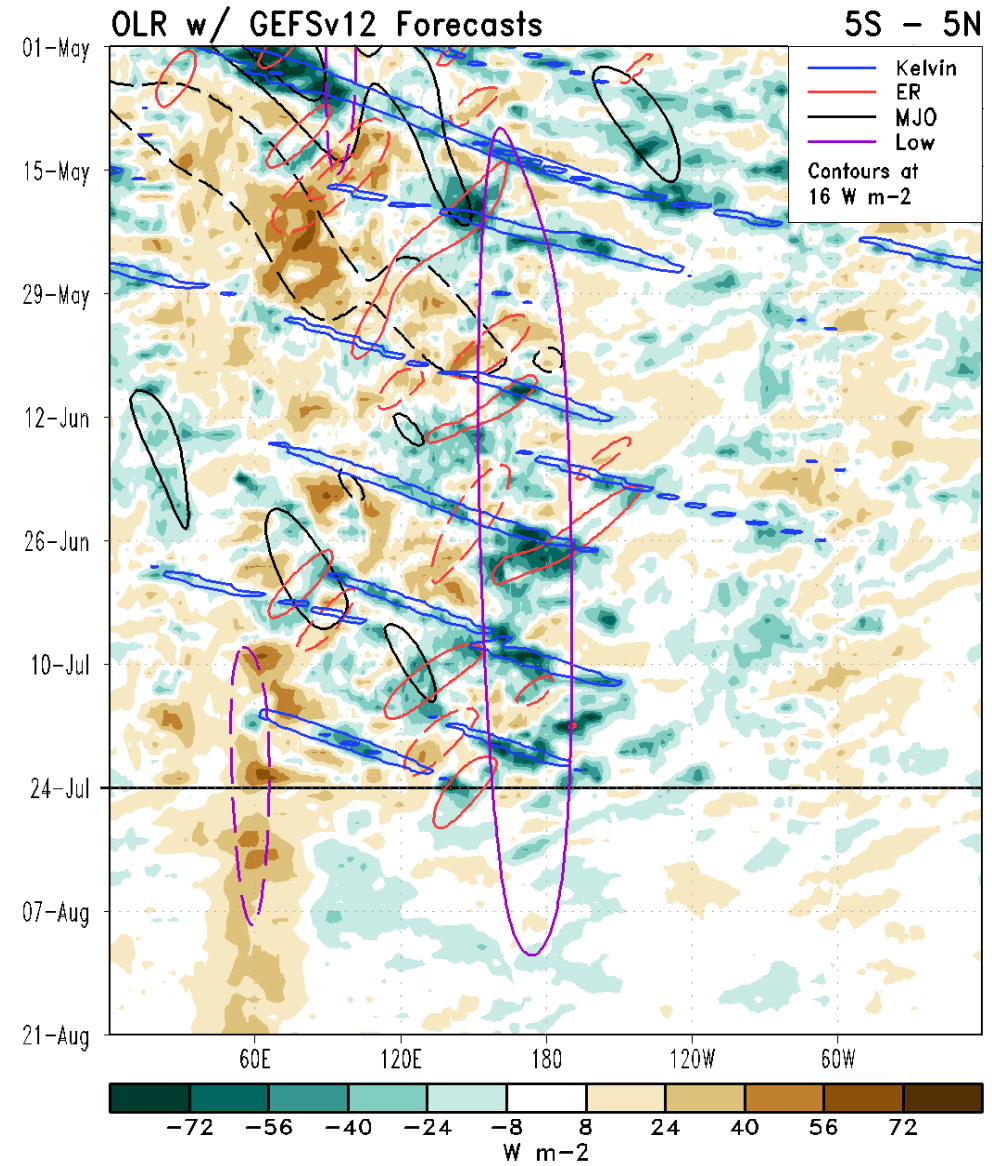 OLR w/ GEFSv12 Forecasts 5S - 5N
Kelvin
ER
MJO
Low
Contours at
16 W m-2
01-May
15-May
29-May
12-Jun
26-Jun
10-Jul
24-Jul
07-Aug
21-Aug
60E 120E 180 120W 60W
-72 -56 -40 -24 -8 8 24 40 56 72
W m-2